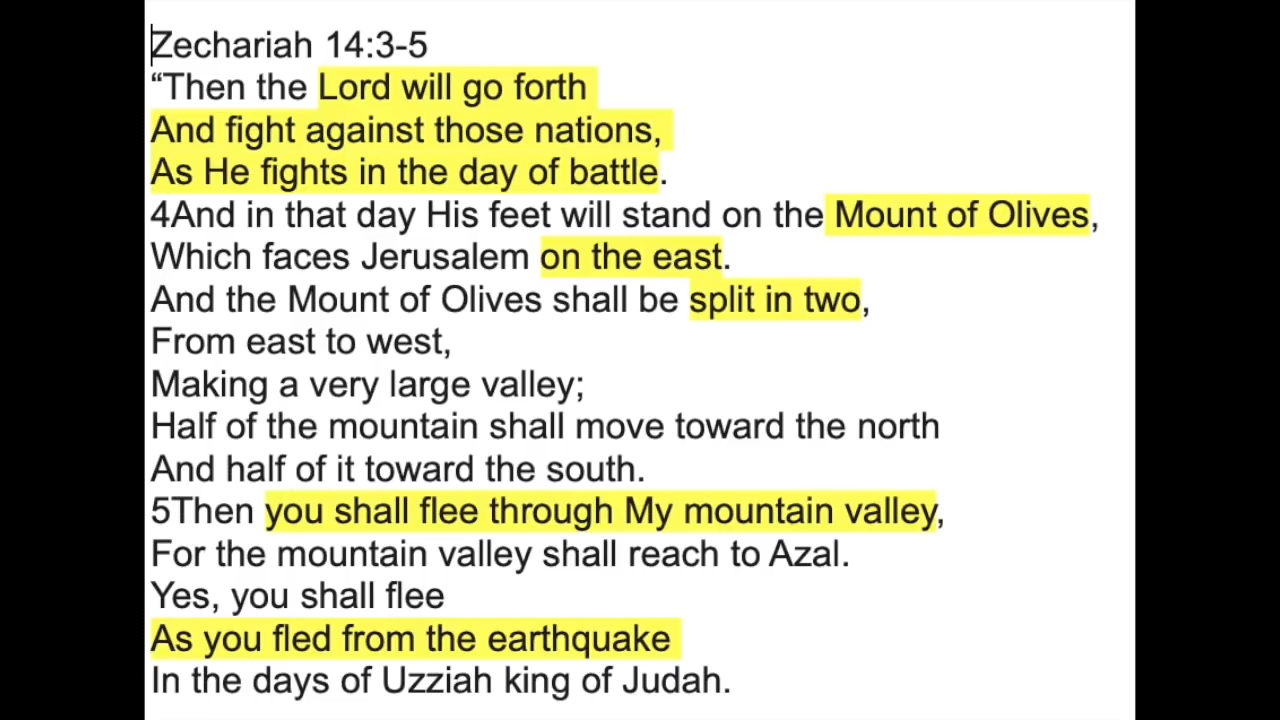 Zechariah 14:3-5
“Then the Lord will go forth
And fight against those nations,
As He fights in the day of battle.
4And in that day His feet will stand on the Mount of Olives,
Which faces Jerusalem on the east.
And the Mount of Olives shall be split in two,
From east to west,
Making a very large valley;
Half of the mountain shall move toward the north
And half of it toward the south.
5Then you shall flee through My mountain valley,
For the mountain valley shall reach to Azal.
Yes, you shall flee
As you fled from the earthquake
In the days of Uzziah king of Judah.